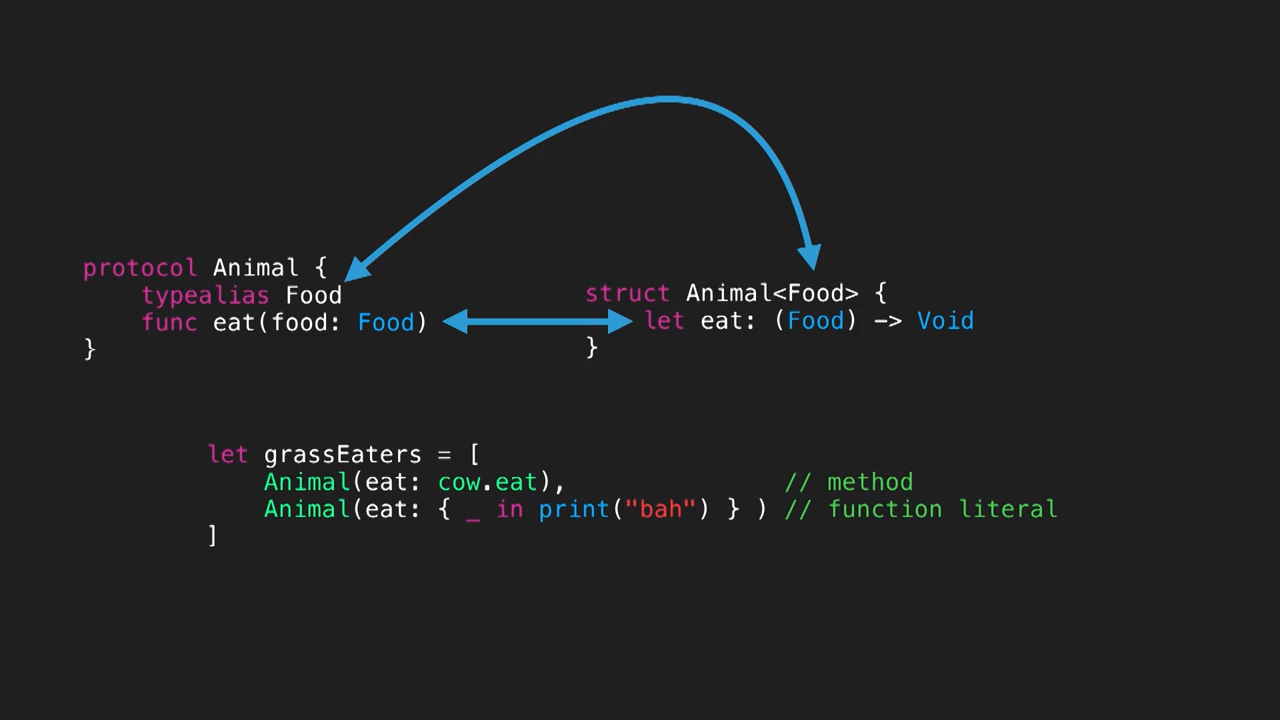 protocol Animal {
    typealias Food
    func eat(food: Food)
}
struct Animal<Food> {
    let eat: (Food) -> Void
}
let grassEaters = [
    Animal(eat: cow.eat),               // method
    Animal(eat: { _ in print("bah") } ) // function literal
]